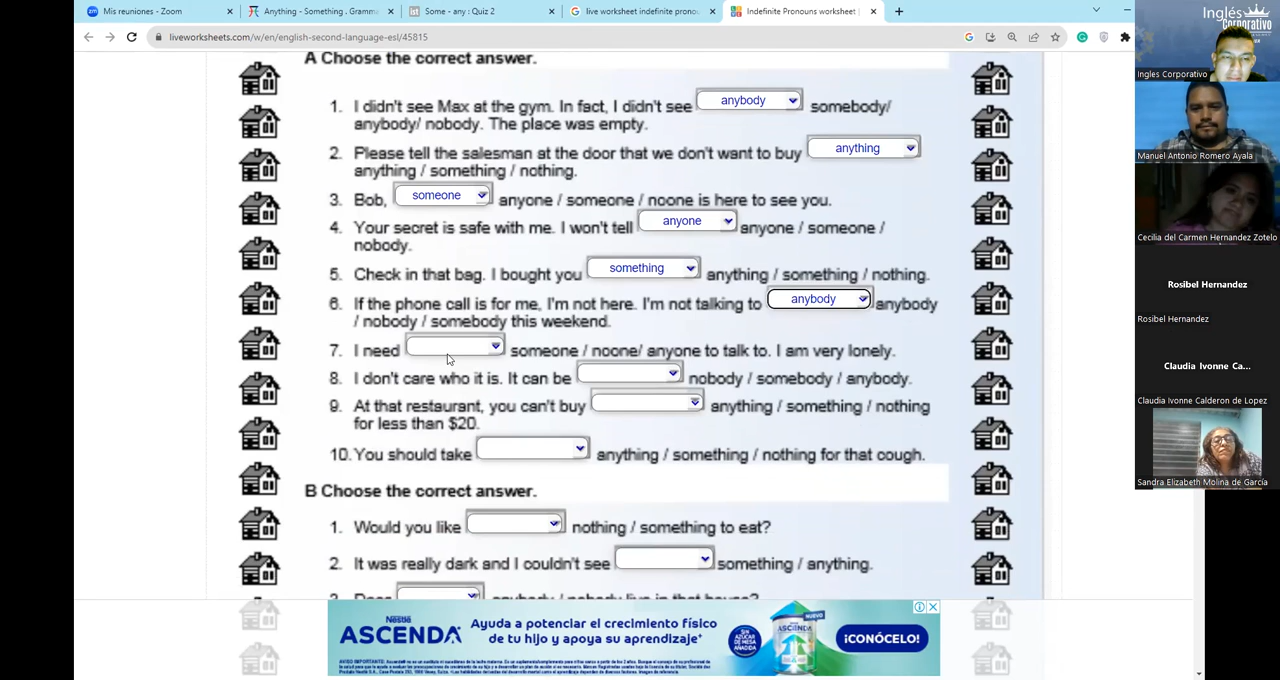 Mis reuniones - Zoom
Anything - Something . Gramm
Some - any : Quiz 2
live worksheet indefinite pronou
Indefinite Pronouns worksheet
liveworksheets.com/w/en/english-second-language-esl/45815
A Choose the correct answer.
1. I didn't see Max at the gym. In fact, I didn't see anybody somebody/
anybody/ nobody. The place was empty.
2. Please tell the salesman at the door that we don't want to buy anything
anything / something / nothing.
3. Bob, someone anyone / someone / noone is here to see you.
4. Your secret is safe with me. I won't tell anyone anyone / someone /
nobody.
5. Check in that bag. I bought you something anything / something / nothing.
6. If the phone call is for me, I'm not here. I'm not talking to anybody anybody
/ nobody / somebody this weekend.
7. I need someone / noone/ anyone to talk to. I am very lonely.
8. I don't care who it is. It can be nobody / somebody / anybody.
9. At that restaurant, you can't buy anything / something / nothing
for less than $20.
10. You should take anything / something / nothing for that cough.
B Choose the correct answer.
1. Would you like nothing / something to eat?
2. It was really dark and I couldn't see something / anything.
Nestlé
ASCENDA
Ayuda a potenciar el crecimiento físico
de tu hijo y apoya su aprendizaje*
NUEVO
ASCENDA
¡CONÓCELO!
Inglés
Corporativo
Ingles Corporativo
Manuel Antonio Romero Ayala
Cecilia del Carmen Hernandez Zotelo
Rosibel Hernandez
Rosibel Hernandez
Claudia Ivonne Ca...
Claudia Ivonne Calderon de Lopez
Sandra Elizabeth Molina de García